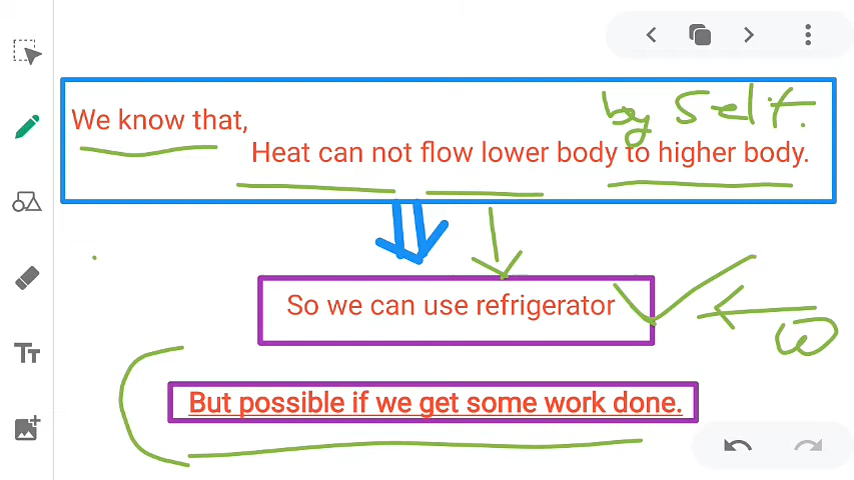 We know that,
by Self.
Heat can not flow lower body to higher body.
So we can use refrigerator
W
But possible if we get some work done.
Tт